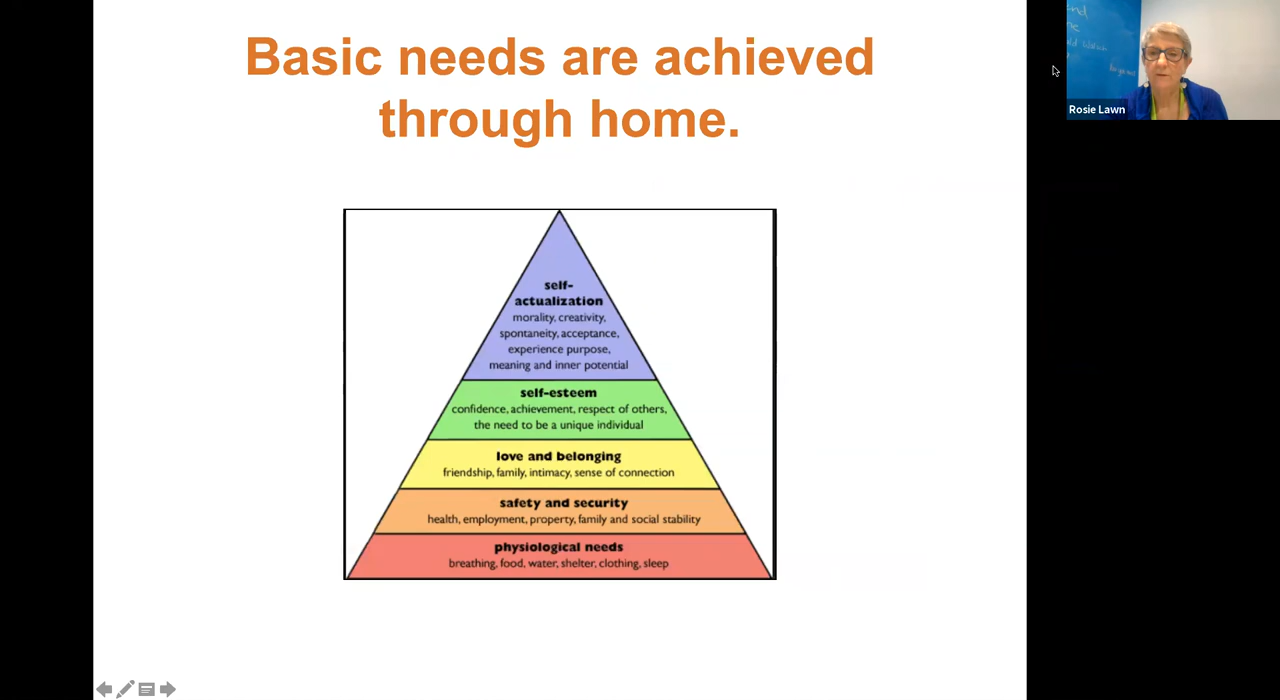 Basic needs are achieved
through home.
self-
actualization
morality, creativity,
spontaneity, acceptance,
experience purpose,
meaning and inner potential
self-esteem
confidence, achievement, respect of others,
the need to be a unique individual
love and belonging
friendship, family, intimacy, sense of connection
safety and security
health, employment, property, family and social stability
physiological needs
breathing, food, water, shelter, clothing, sleep
Rosie Lawn